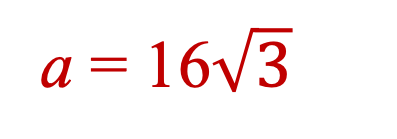 a = 16√3